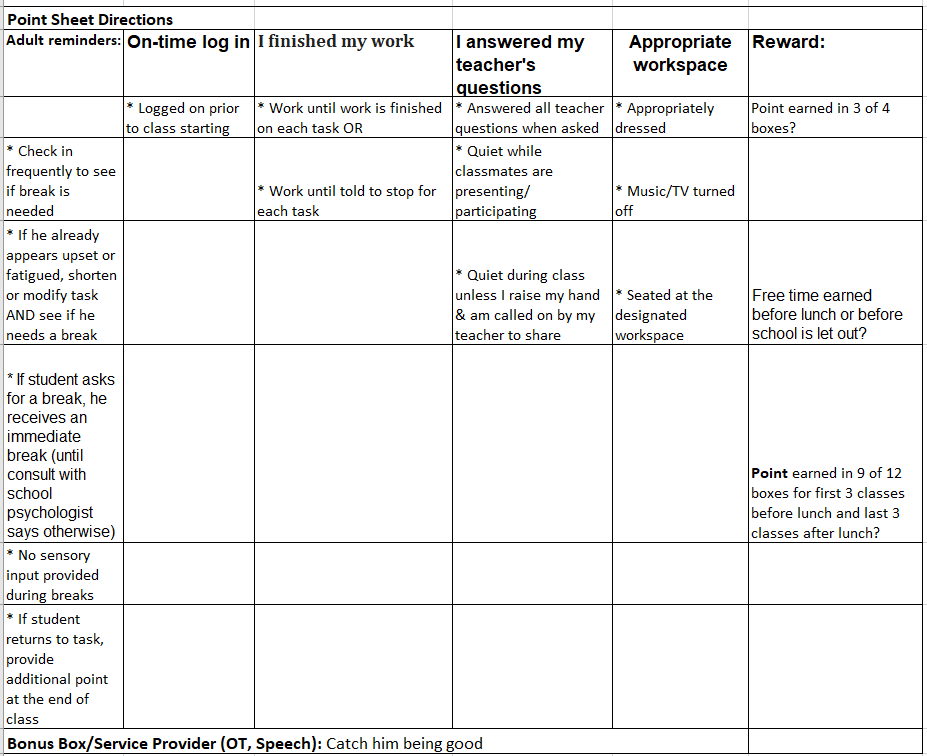 Point Sheet Directions
Adult reminders:
On-time log in
I finished my work
I answered my
teacher's
questions
Appropriate
workspace
Reward:
* Logged on prior
to class starting
* Work until work is finished
on each task OR
* Answered all teacher
questions when asked
* Appropriately
dressed
Point earned in 3 of 4
boxes?
* Check in
frequently to see
if break is
needed
* Work until told to stop for
each task
* Quiet while
classmates are
presenting/
participating
* Music/TV turned
off
* If he already
appears upset or
fatigued, shorten
or modify task
AND see if he
needs a break
* Quiet during class
unless I raise my hand
& am called on by my
teacher to share
* Seated at the
designated
workspace
Free time earned
before lunch or before
school is let out?
* If student asks
for a break, he
receives an
immediate
break (until
consult with
school
psychologist
says otherwise)
Point earned in 9 of 12
boxes for first 3 classes
before lunch and last 3
classes after lunch?
* No sensory
input provided
during breaks
* If student
returns to task,
provide
additional point
at the end of
class
Bonus Box/Service Provider (OT, Speech): Catch him being good